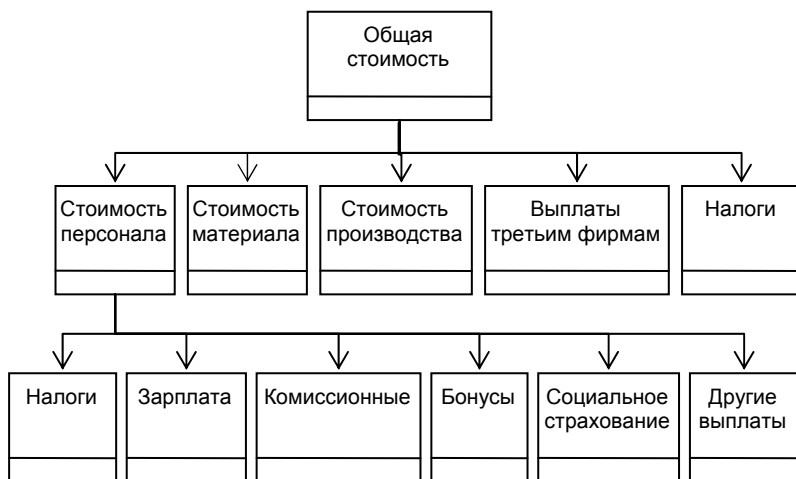 Общая
стоимость
Стоимость
персонала
Стоимость
материала
Стоимость
производства
Выплаты
третьим фирмам
Налоги
Налоги
Зарплата
Комиссионные
Бонусы
Социальное
страхование
Другие
выплаты